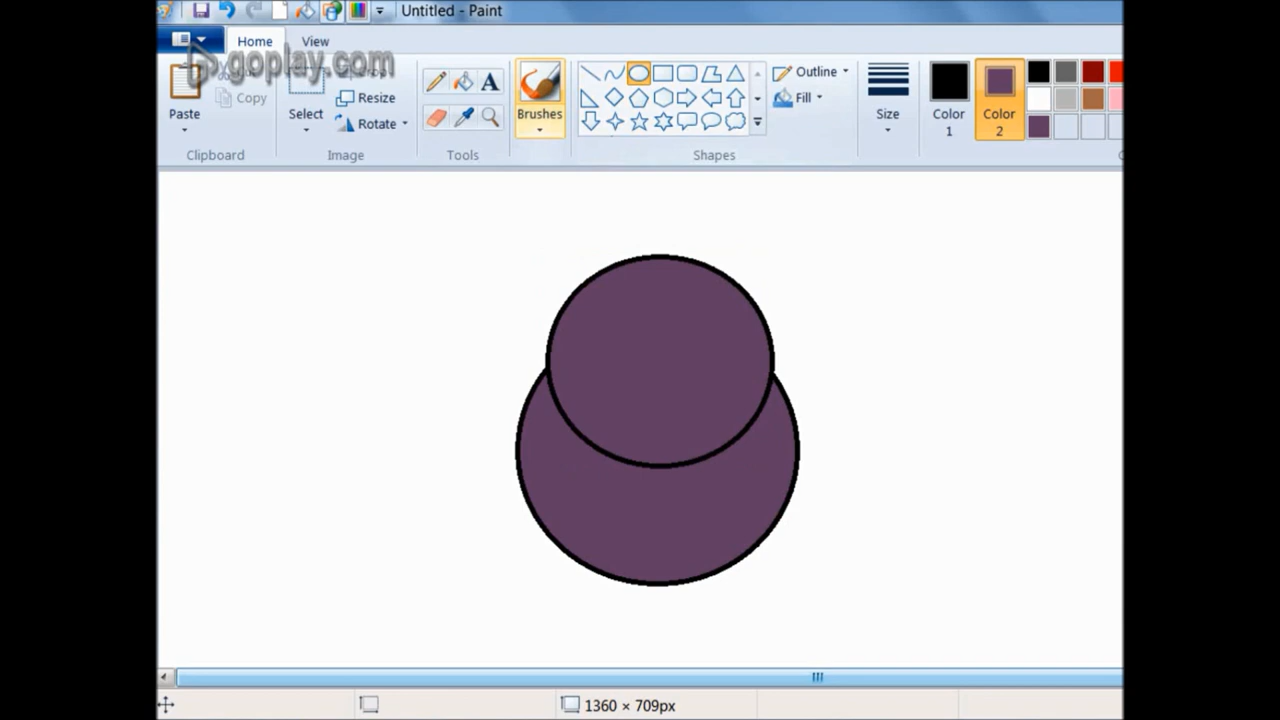 Untitled - Paint
Home View
goplay.com
Paste
Copy
Clipboard
Select
Resize
Rotate
Image
Tools
Brushes
Shapes
Outline
Fill
Size
Color
1
Color
2
1360 × 709px